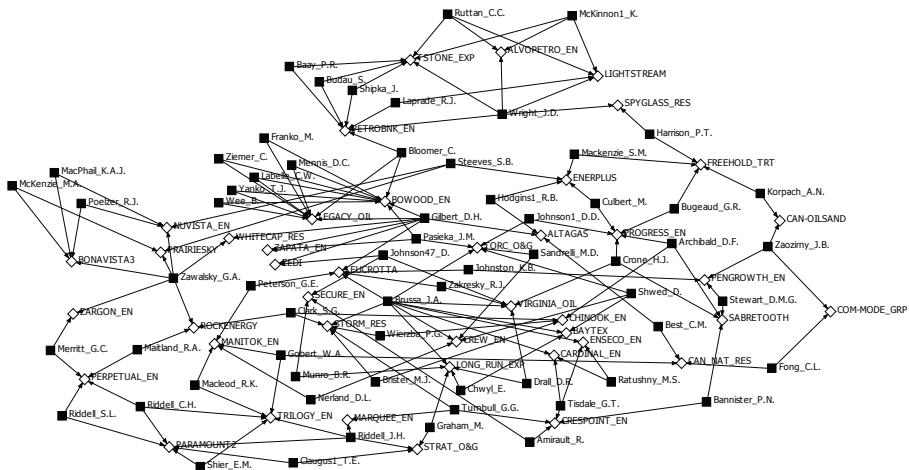 Ruttan_C.C.
McKinnon1_K.
TSTONE_EXP
ALVOPETRO_EN
Baay_P.R.
LIGHTSTREAM
Budau_S.
Shipka_J.
Laprade_R.J.
SPYGLASS_RES
Wright_J.D.
PETROBNK_EN
Harrison_P.T.
Franko_M.
Bloomer_C.
Mackenzie_S.M.
Ziemer_C.
Mennis_D.C.
Steeves_S.B.
FREEHOLD_TRT
MacPhail_K.A.J.
Labelle_C.W.
ENERPLUS
McKenzie_M.A.
Yanko_T.J.
Korpach_A.N.
Poelzer_R.J.
Wee_B.
BOWOOD_EN
Hodgins1_R.B.
Culbert_M.
Bugeaud_G.R.
LEGACY_OIL
Gilbert_D.H.
Johnson1_D.D.
CAN-OILSAND
NUVISTA_EN
WHITECAP_RES
Pasieka_J.M.
ALTAGAS
PROGRESS_EN
PRAIRIESKY
ZAPATA_EN
TORC_O&G
Sandrelli_M.D.
Archibald_D.F.
Zaozirny_J.B.
BONAVISTA3
CEDI
Johnson47_D.
Crone_H.J.
Zawalsky_G.A.
Peterson_G.E.
EUCROTTA
Johnston_K.B.
PENGROWTH_EN
Zakresky_R.J.
Shwed_D.
SECURE_EN
Brussa_J.A.
VIRGINIA_OIL
Stewart_D.M.G.
ZARGON_EN
Clark_S.G.
CHINOOK_EN
SABRETOOTH
COM-MODE_GRP
ROCKENERGY
STORM_RES
Wierzba_P.G.
BAYTEX
Best_C.M.
MANITOK_EN
CREW_EN
ENSECO_EN
Merritt_G.C.
Maitland_R.A.
Gobert_W.A.
CARDINAL_EN
CAN_NAT_RES
LONG_RUN_EXP
Fong_C.L.
PERPETUAL_EN
Macleod_R.K.
Munbro_B.R.
Brister_M.J.
Chwyl_E.
Drall_D.R.
Ratushny_M.S.
Nerland_D.L.
Bannister_P.N.
Riddell_S.L.
Riddell_C.H.
TRILOGY_EN
MARQUEE_EN
Turnbull_G.G.
Tisdale_G.T.
CRESPOINT_EN
Graham_M.
Riddell_J.H.
PARAMOUNT2
STRAT_O&G
Amirault_R.
Shier_E.M.
Claugus1_T.E.